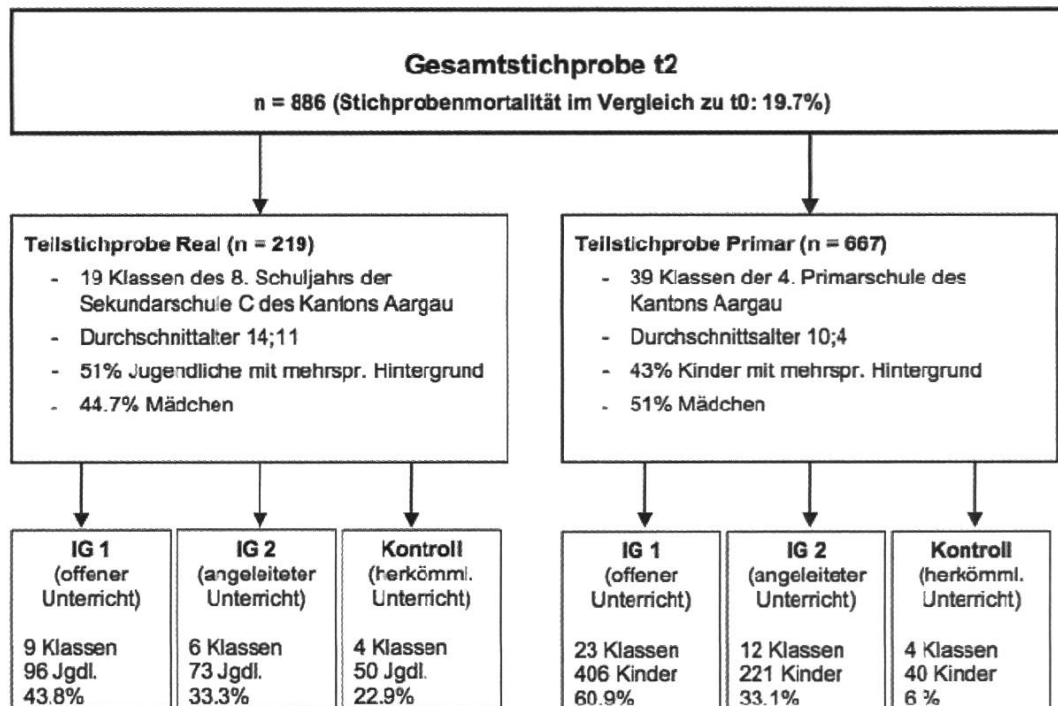 Gesamtstichprobe t2
n = 886 (Stichprobenmortalität im Vergleich zu t0: 19.7%)
Teilstichprobe Real (n = 219)
- 19 Klassen des 8. Schuljahrs der
Sekundarschule C des Kantons Aargau
- Durchschnittalter 14;11
- 51% Jugendliche mit mehrspr. Hintergrund
- 44.7% Mädchen
Teilstichprobe Primar (n = 667)
- 39 Klassen der 4. Primarschule des
Kantons Aargau
- Durchschnittsalter 10;4
- 43% Kinder mit mehrspr. Hintergrund
- 51% Mädchen
IG 1
(offener
Unterricht)
9 Klassen
96 Jgdl.
43.8%
IG 2
(angeleiteter
Unterricht)
6 Klassen
73 Jgdl.
33.3%
Kontroll
(herkömml.
Unterricht)
4 Klassen
50 Jgdl.
22.9%
IG 1
(offener
Unterricht)
23 Klassen
406 Kinder
60.9%
IG 2
(angeleiteter
Unterricht)
12 Klassen
221 Kinder
33.1%
Kontroll
(herkömml.
Unterricht)
4 Klassen
40 Kinder
6 %